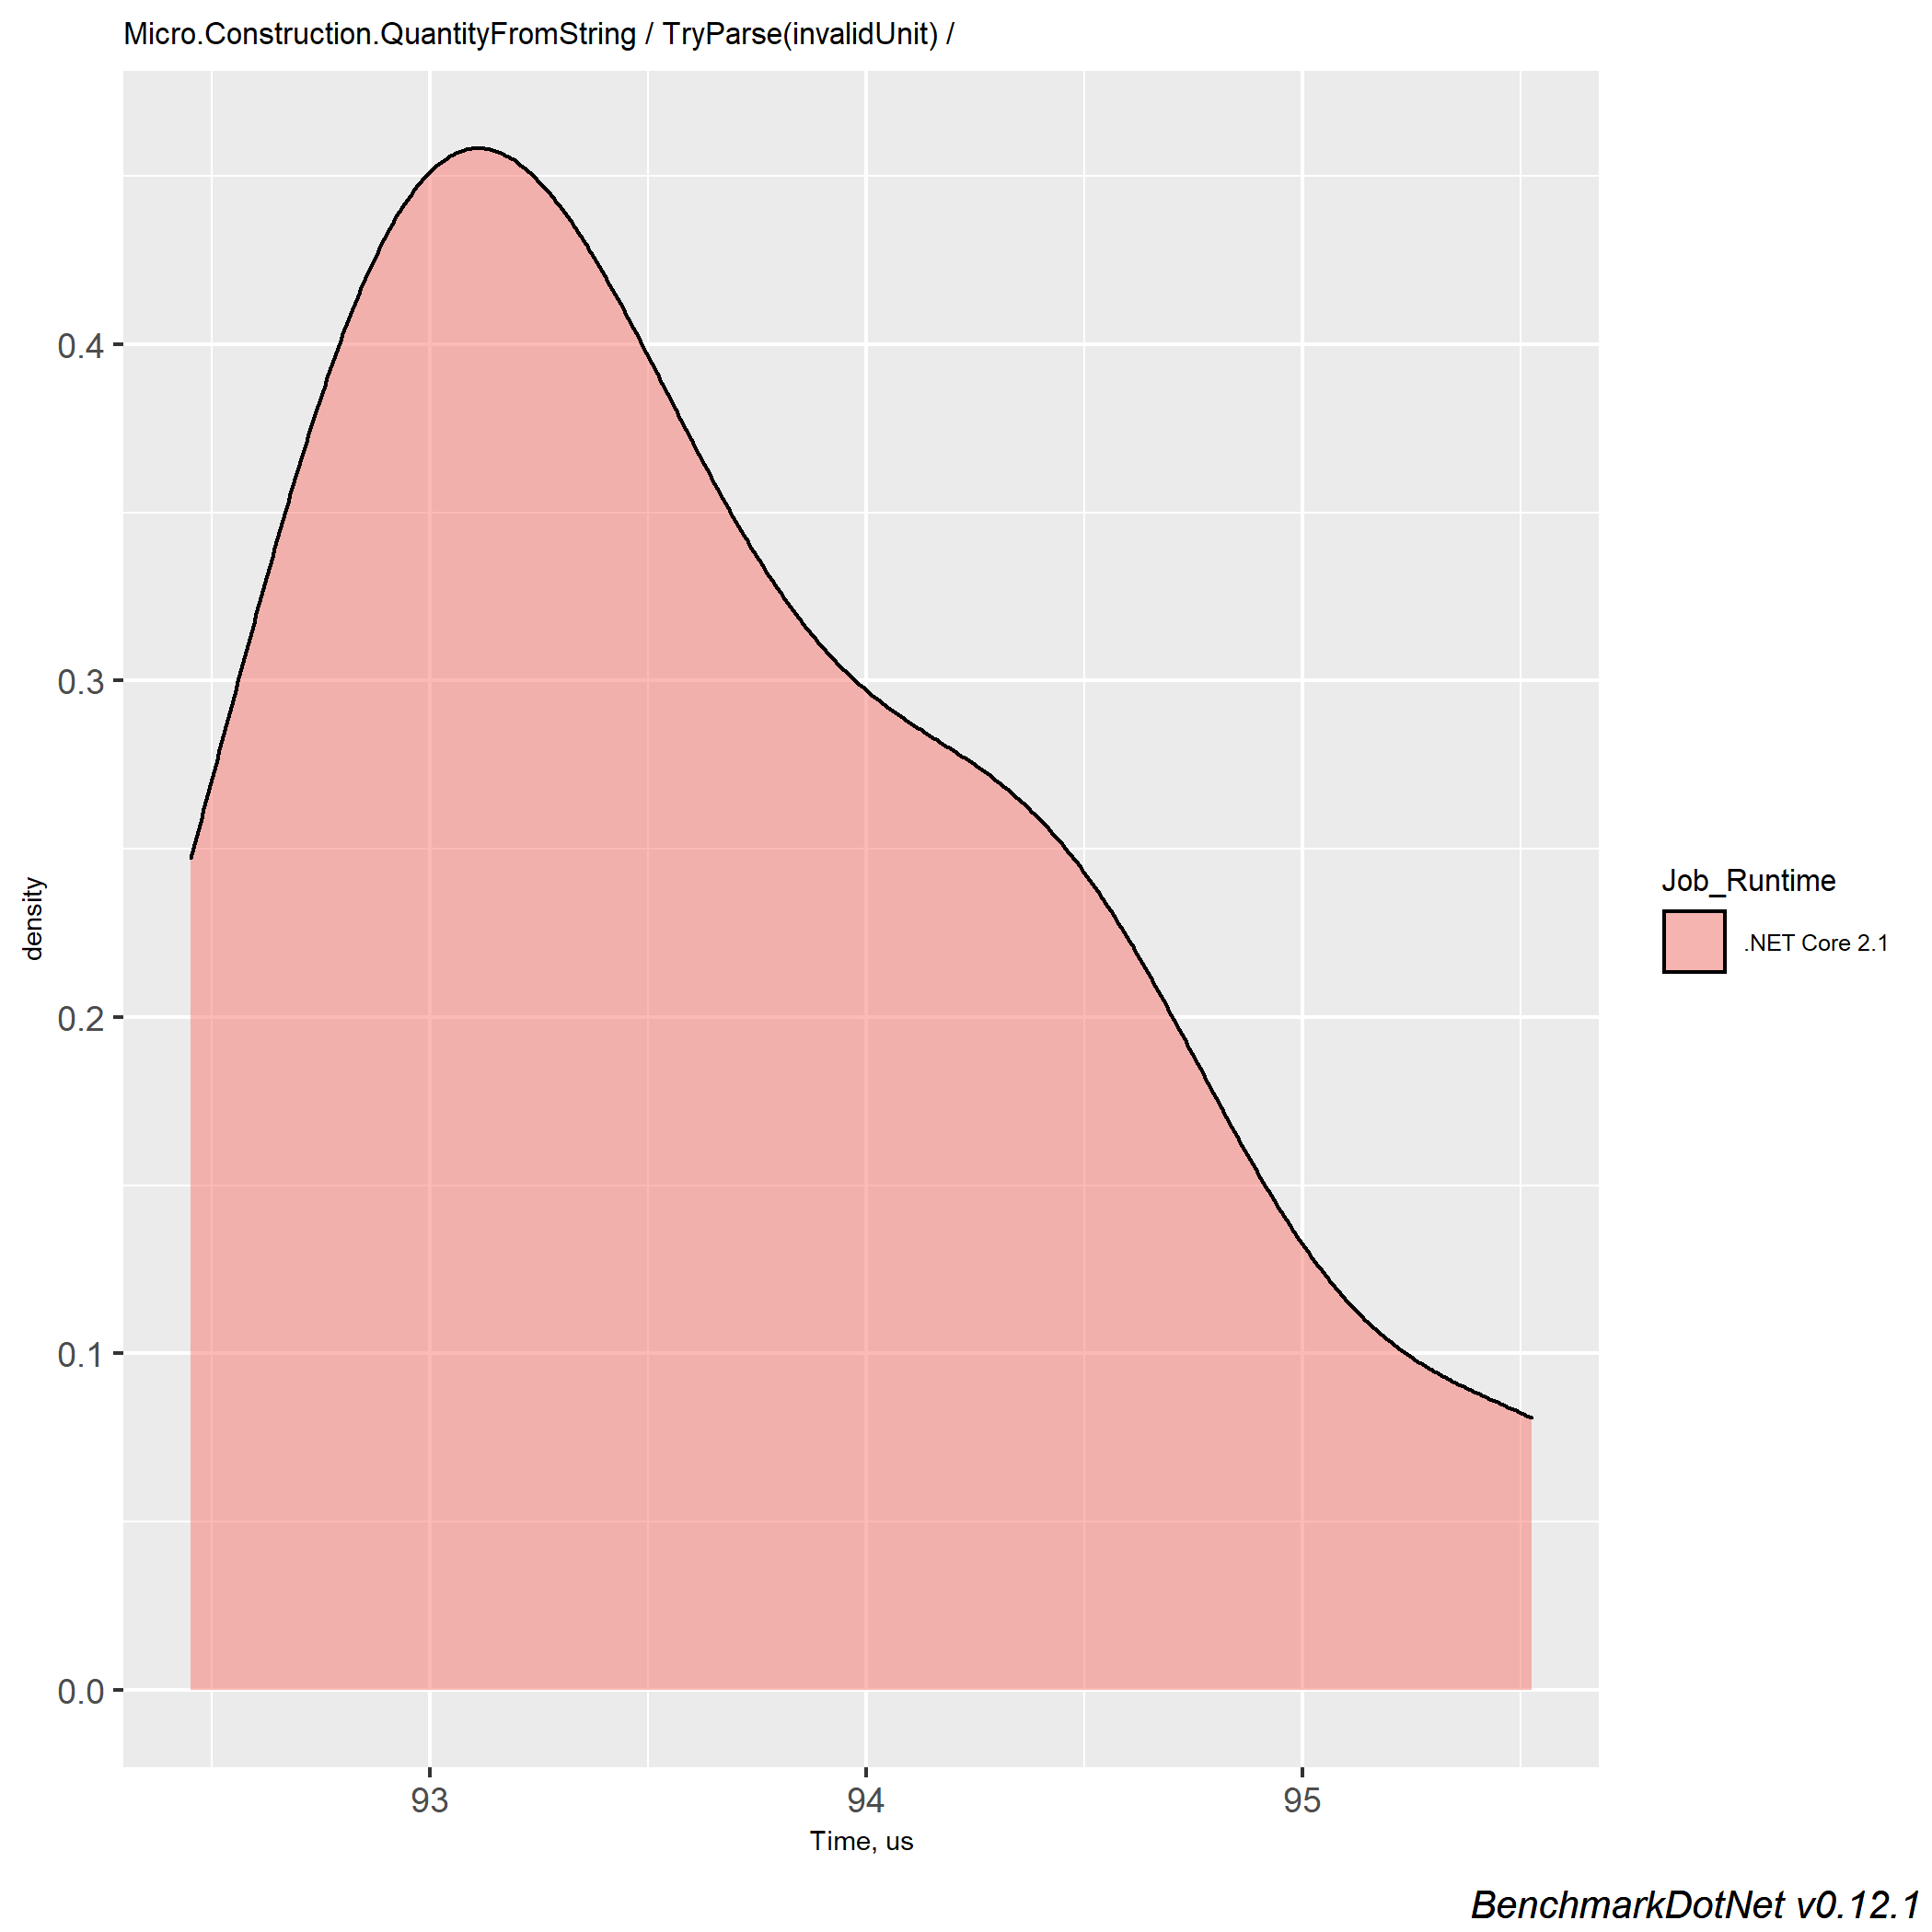 Micro.Construction.QuantityFromString / TryParse(invalidUnit) /
0.4
0.3
0.2
0.1
0.0
density
93 94 95
Time, us
Job_Runtime
.NET Core 2.1
BenchmarkDotNet v0.12.1